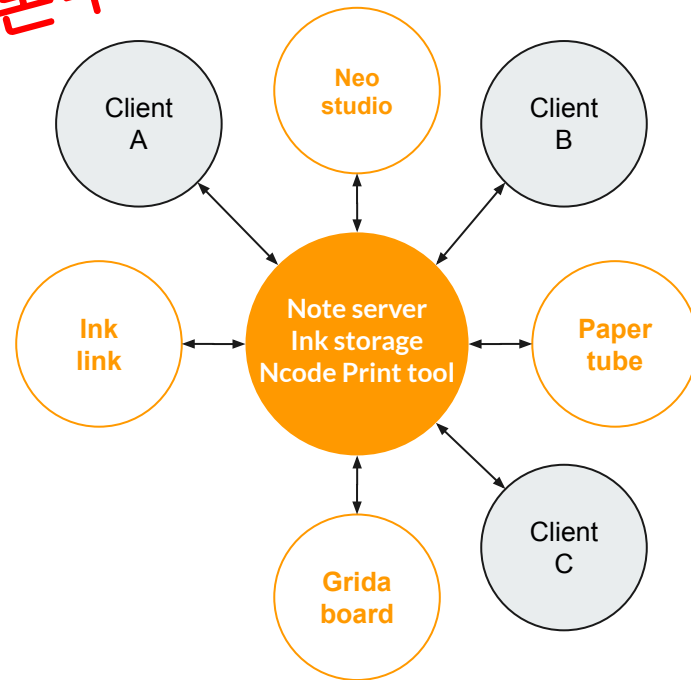 Neo
studio
Client
A
Client
B
Ink
link
Note server
Ink storage
Ncode Print tool
Paper
tube
Client
C
Grida
board